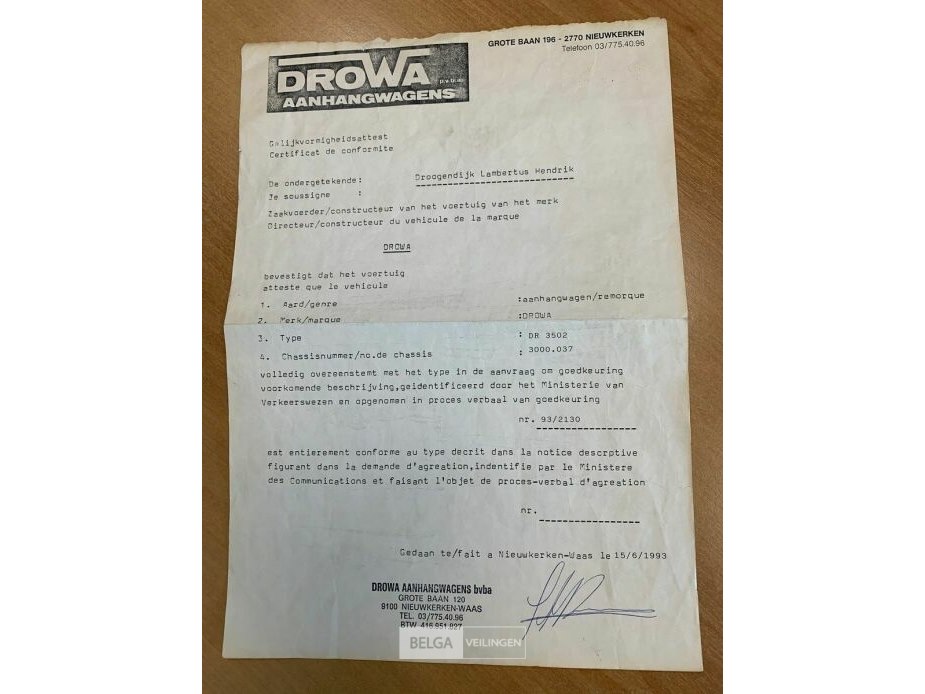 DROWA p.v.b.a.
AANHANGWAGENS
GROTE BAAN 196 - 2770 NIEUWKERKEN
Telefoon 03/775.40.96
Gelijkvormigheidsattest
Certificat de conformite
De ondergetekende: Droogendijk Lambertus Hendrik
Je soussigne :
Zaakvoerder/constructeur van het voertuig van het merk
Directeur/constructeur du vehicule de la marque
DROWA
bevestigt dat het voertuig
atteste que le vehicule
1. Aard/genre :aanhangwagen/remorque
2. Merk/marque :DROWA
3. Type : DR 3502
4. Chassisnummer/no.de chassis : 3000.037
volledig overeenstemt met het type in de aanvraag om goedkeuring
voorkomende beschrijving,geidentificeerd door het Ministerie van
Verkeerswezen en opgenomen in proces verbaal van goedkeuring
nr. 93/2130
est entierement conforme au type decrit dans la notice descrptive
figurant dans la demande d'agreation,indentifie par le Ministere
des Communications et faisant l'objet de proces-verbal d'agreation
nr.
Gedaan te/fait a Nieuwkerken-Waas le 15/6/1993
DROWA AANHANGWAGENS bvba
GROTE BAAN 120
9100 NIEUWKERKEN-WAAS
TEL. 03/775.40.96
BTW 416.951.927
BELGA VEILINGEN